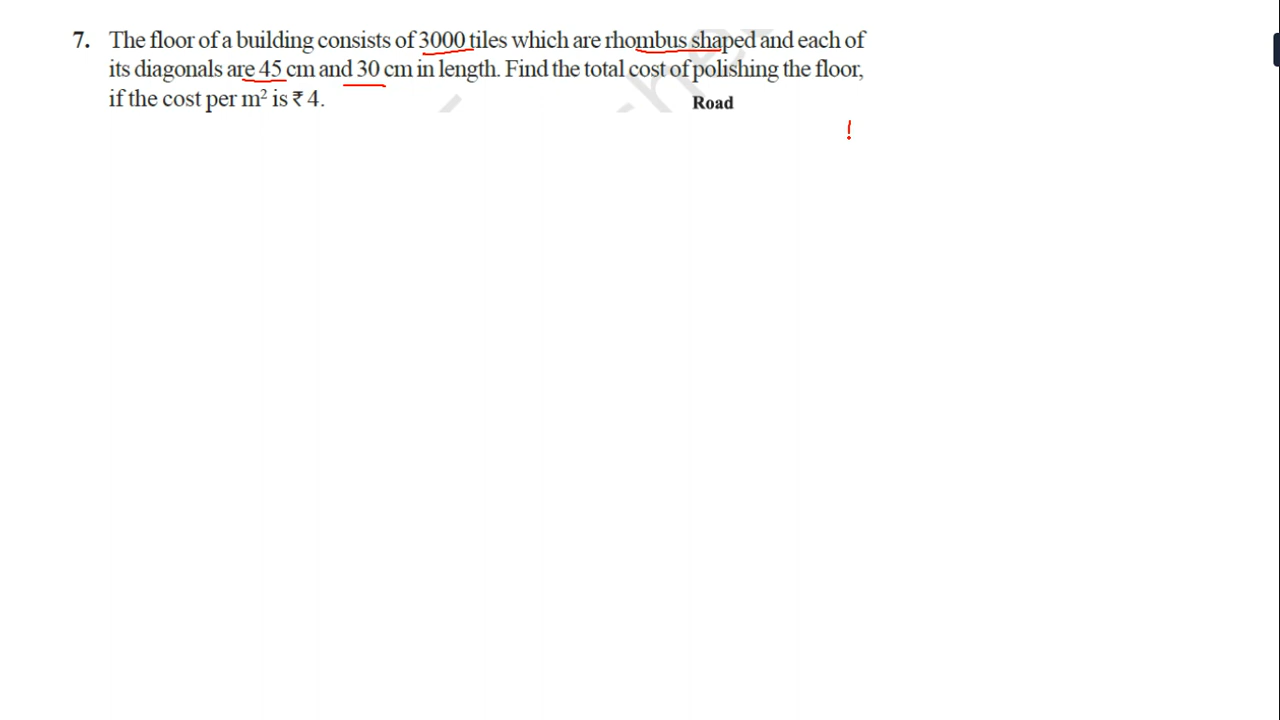 7. The floor of a building consists of 3000 tiles which are rhombus shaped and each of
its diagonals are 45 cm and 30 cm in length. Find the total cost of polishing the floor,
if the cost per m² is ₹ 4.
Road
!